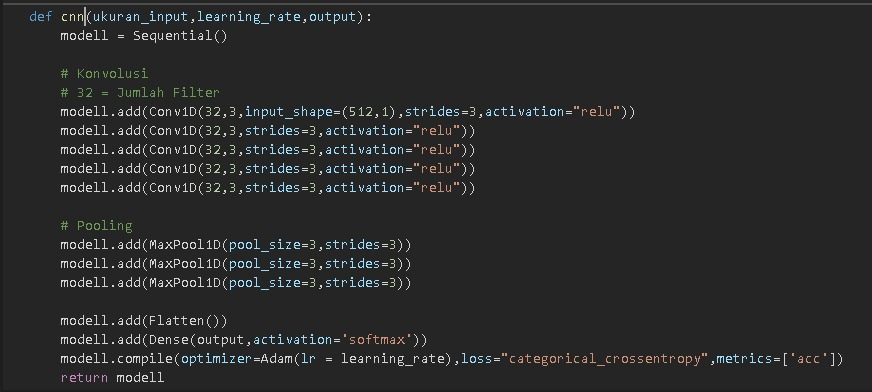 def cnn(ukuran_input,learning_rate,output):
    modell = Sequential()

    # Konvolusi
    # 32 = Jumlah Filter
    modell.add(Conv1D(32,3,input_shape=(512,1),strides=3,activation="relu"))
    modell.add(Conv1D(32,3,strides=3,activation="relu"))
    modell.add(Conv1D(32,3,strides=3,activation="relu"))
    modell.add(Conv1D(32,3,strides=3,activation="relu"))
    modell.add(Conv1D(32,3,strides=3,activation="relu"))

    # Pooling
    modell.add(MaxPool1D(pool_size=3,strides=3))
    modell.add(MaxPool1D(pool_size=3,strides=3))
    modell.add(MaxPool1D(pool_size=3,strides=3))

    modell.add(Flatten())
    modell.add(Dense(output,activation='softmax'))
    modell.compile(optimizer=Adam(lr = learning_rate),loss="categorical_crossentropy",metrics=['acc'])
    return modell